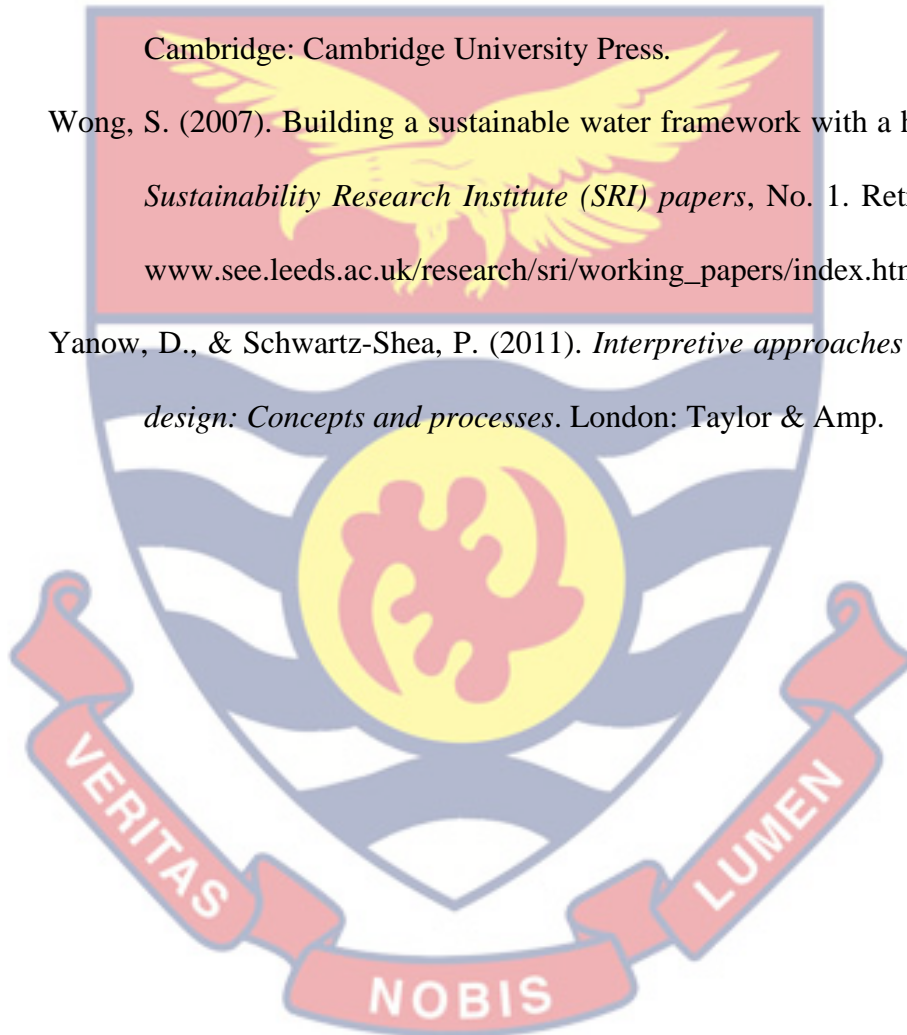 Cambridge: Cambridge University Press.
Wong, S. (2007). Building a sustainable water framework with a
Sustainability Research Institute (SRI) papers, No. 1.
www.see.leeds.ac.uk/research/sri/working_papers/index.htm
Yanow, D., & Schwartz-Shea, P. (2011). Interpretive approaches
design: Concepts and processes. London: Taylor & Amp.
VERITAS
NOBIS
LUMEN